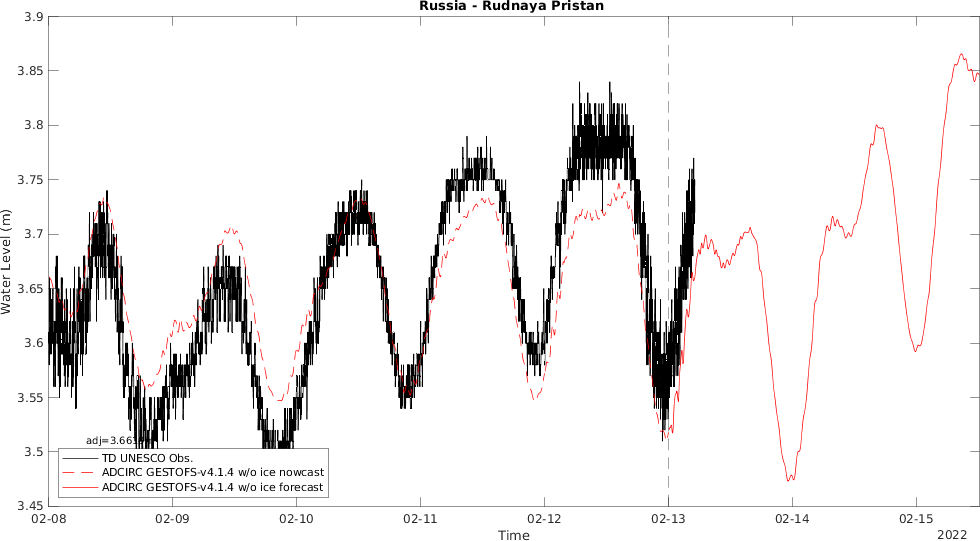 Russia - Rudnaya Pristan
3.9
3.85
3.8
3.75
3.7
3.65
3.6
3.55
3.5
3.45
Water Level (m)
adj=3.663
TD UNESCO Obs.
ADCIRC GESTOFS-v4.1.4 w/o ice nowcast
ADCIRC GESTOFS-v4.1.4 w/o ice forecast
02-08 02-09 02-10 02-11 02-12 02-13 02-14 02-15
Time
2022